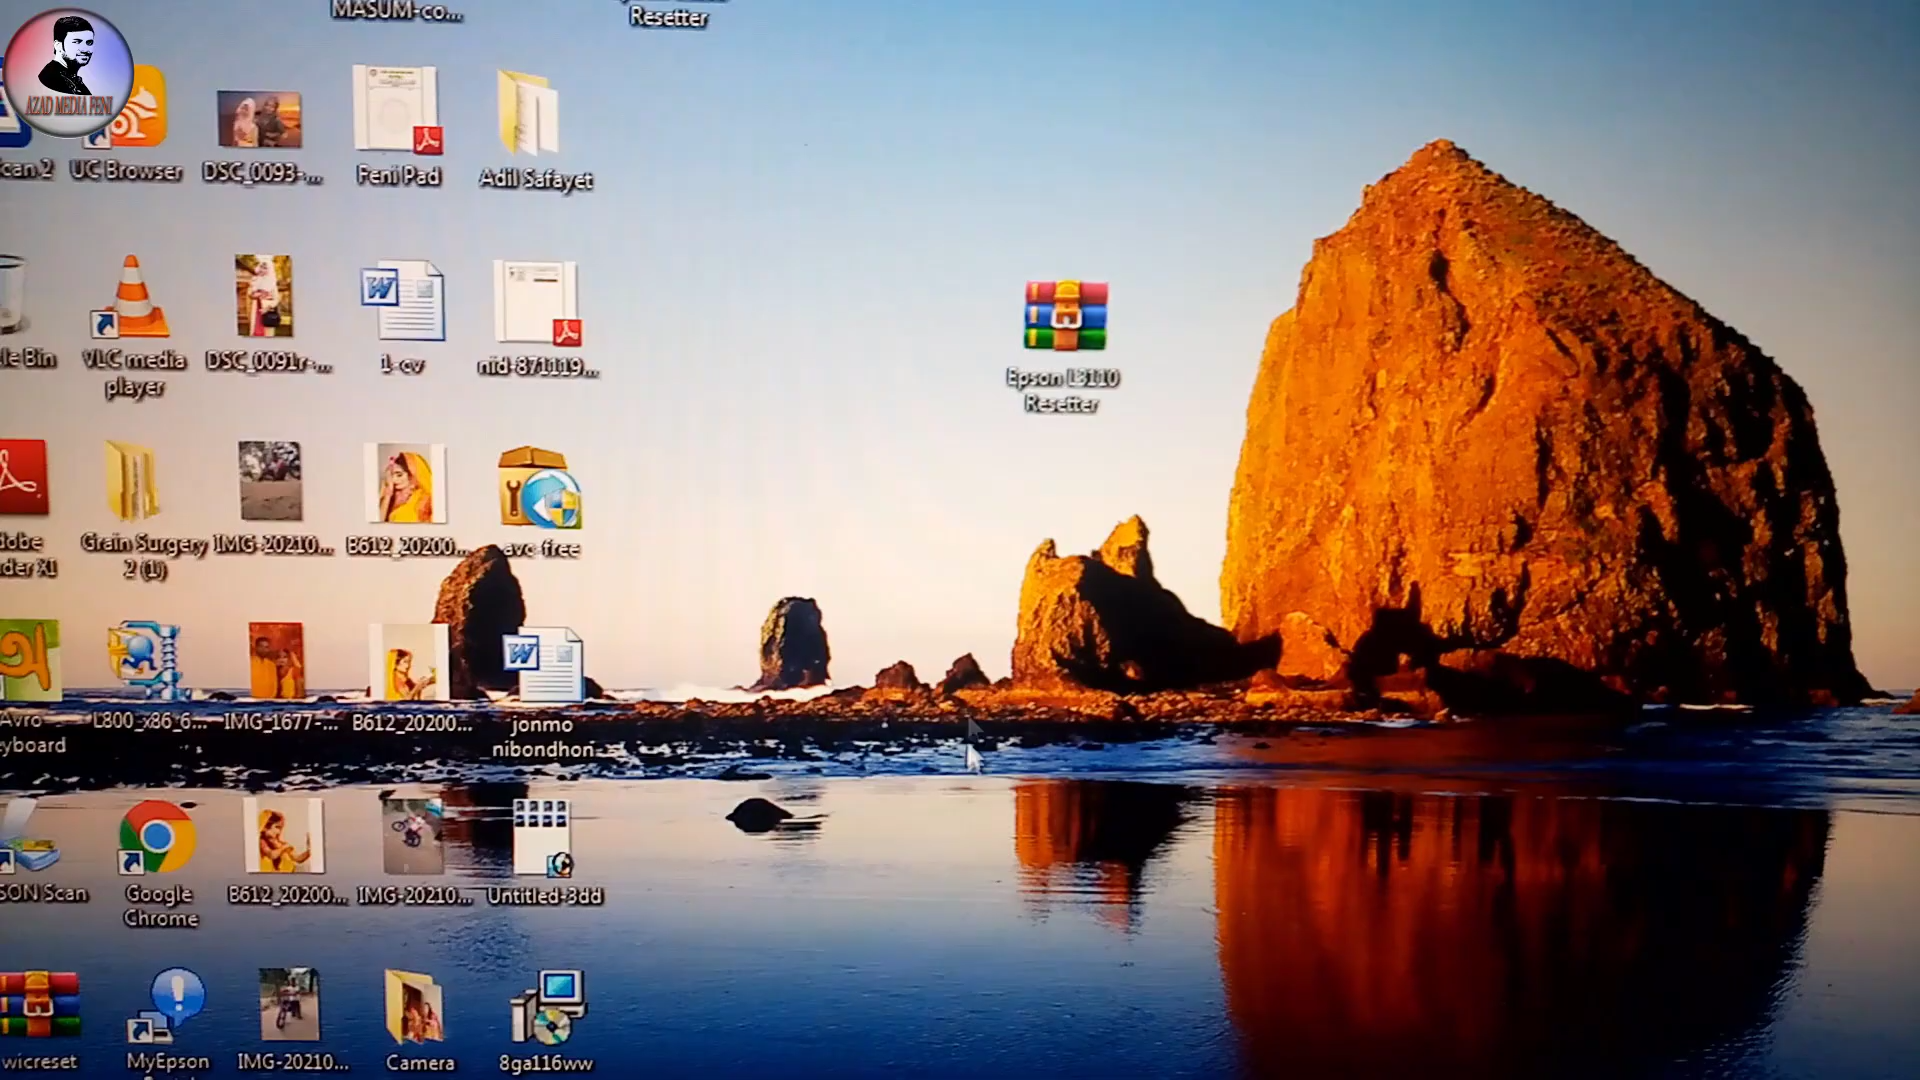 MASUM-co...
Resetter
AZAD MEDIA FENI
can 2
UC Browser
DSC_0093-...
Feni Pad
Adil Safayet
le Bin
VLC media
player
DSC_0091r-...
1-cv
nid-871119...
Epson L3110
Resetter
dobe
der XI
Grain Surgery
2 (1)
IMG-20210...
B612_20200...
avc-free
Avro
eyboard
L800_x86_6...
IMG_1677-...
B612_20200...
jonmo
nibondhon
SON Scan
Google
Chrome
B612_20200...
IMG-20210...
Untitled-3dd
wicreset
MyEpson
IMG-20210...
Camera
8ga116ww